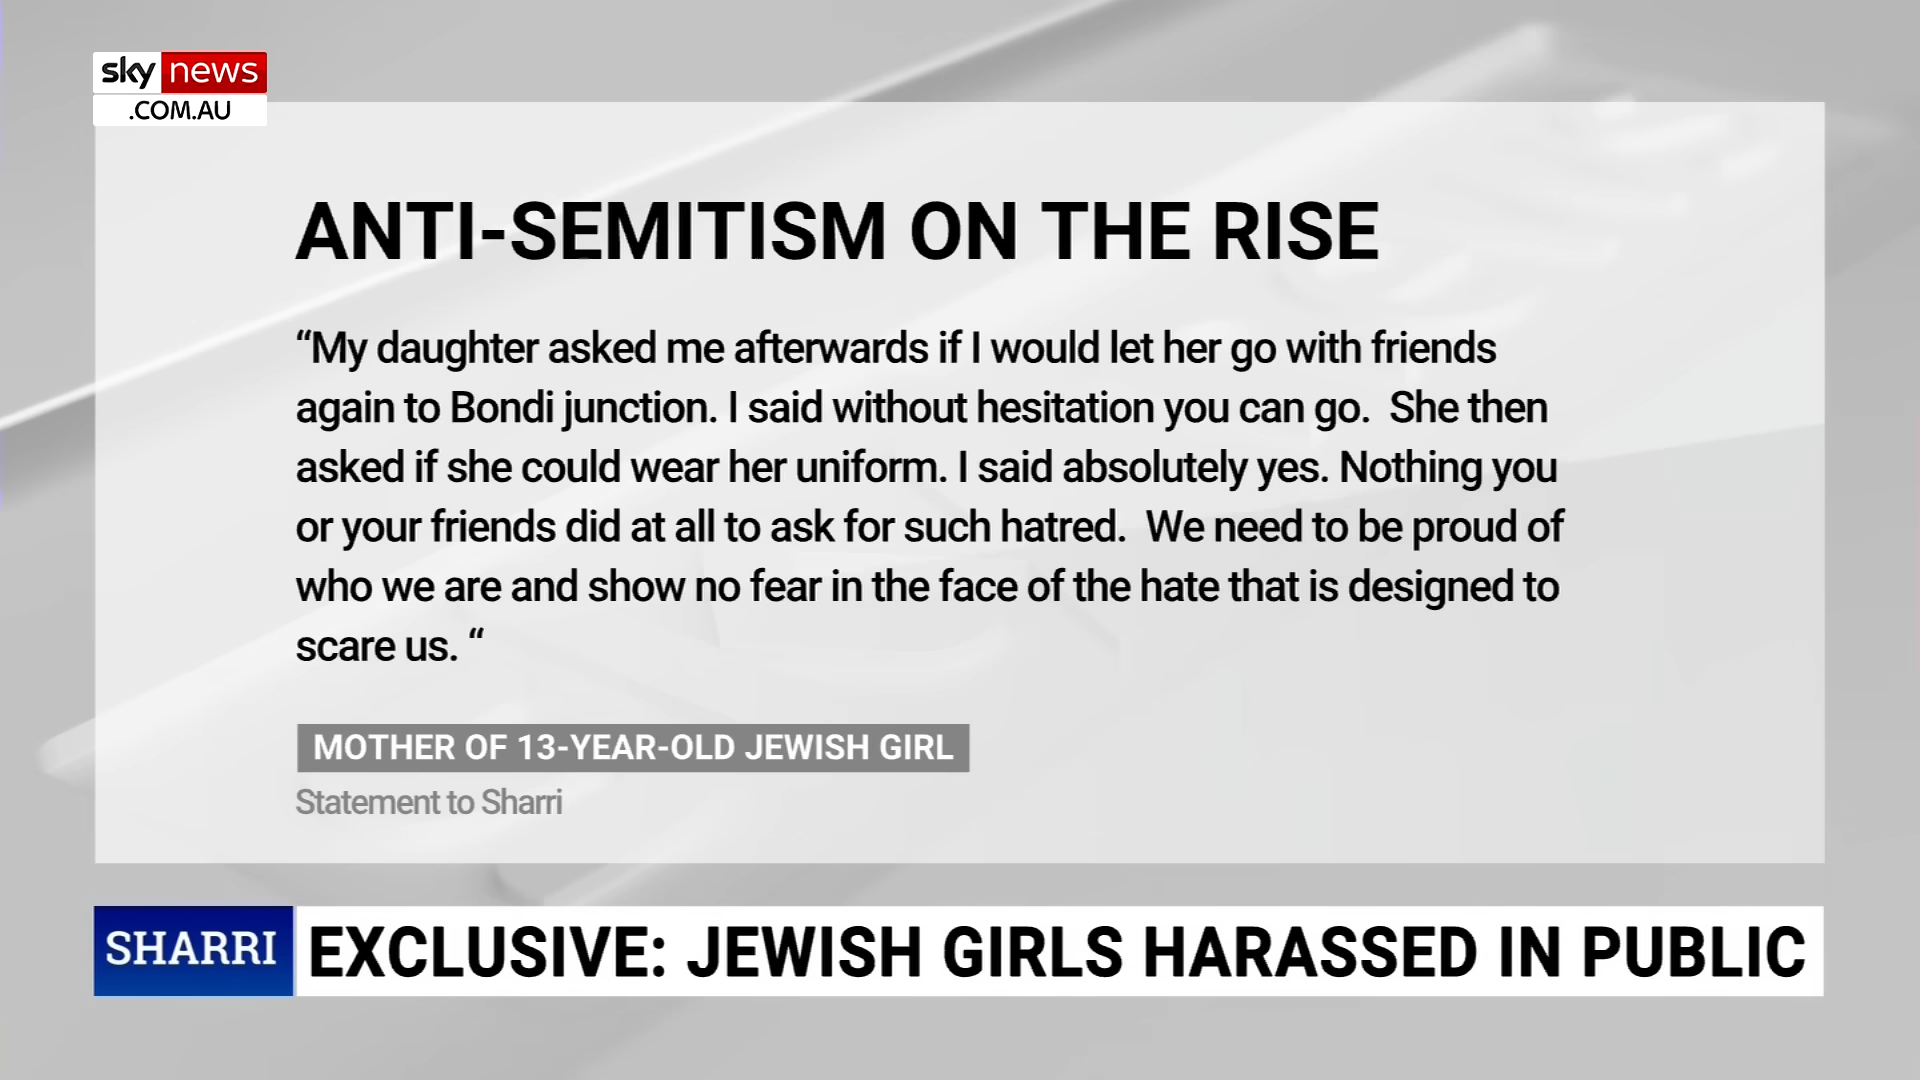 sky news
.COM.AU
ANTI-SEMITISM ON THE RISE
“My daughter asked me afterwards if I would let her go with friends
again to Bondi junction. I said without hesitation you can go.  She then
asked if she could wear her uniform. I said absolutely yes. Nothing you
or your friends did at all to ask for such hatred.  We need to be proud of
who we are and show no fear in the face of the hate that is designed to
scare us. “
MOTHER OF 13-YEAR-OLD JEWISH GIRL
Statement to Sharri
SHARRI EXCLUSIVE: JEWISH GIRLS HARASSED IN PUBLIC